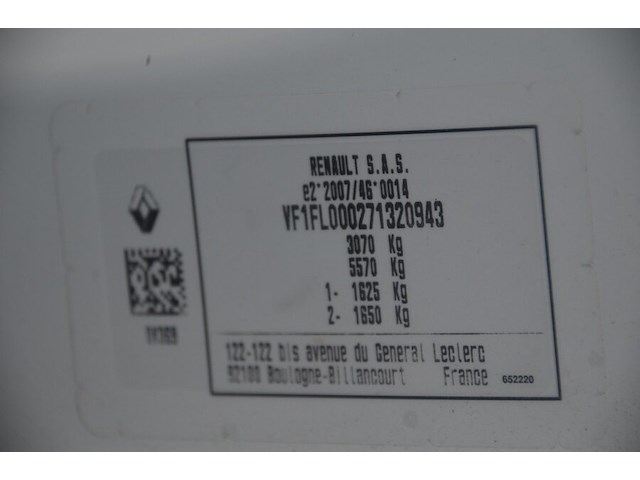 RENAULT S.A.S.
e2*2007/46*0014
VF1FL000271320943
3070 Kg
5570 Kg
1- 1625 Kg
2- 1650 Kg
122-122 bis avenue du General Leclerc
92100 Boulogne-Billancourt France 652220